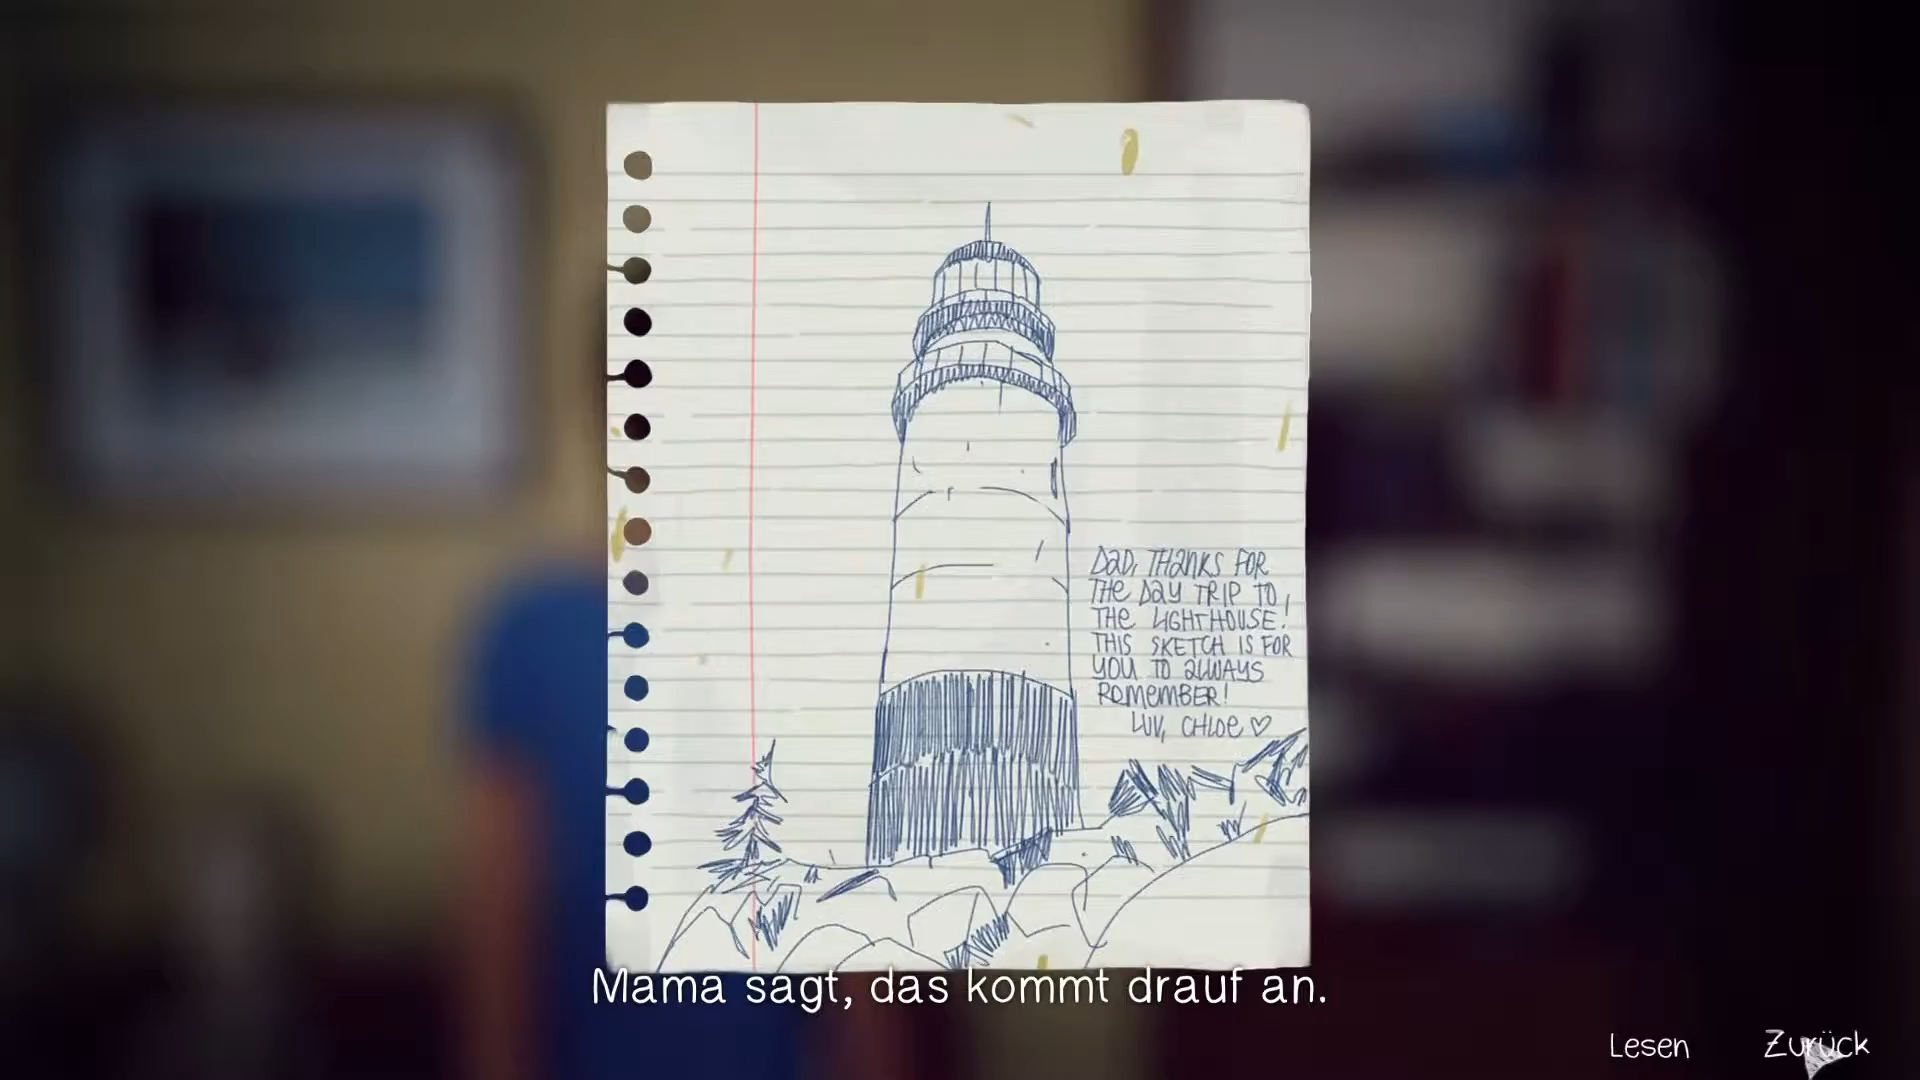 DAD, THANKS FOR
THE DAY TRIP TO
THE LIGHTHOUSE!
THIS SKETCH IS FOR
YOU TO ALWAYS
REMEMBER!
LUV, CHLOE ♡
Mama sagt, das kommt drauf an.
Lesen
Zurück